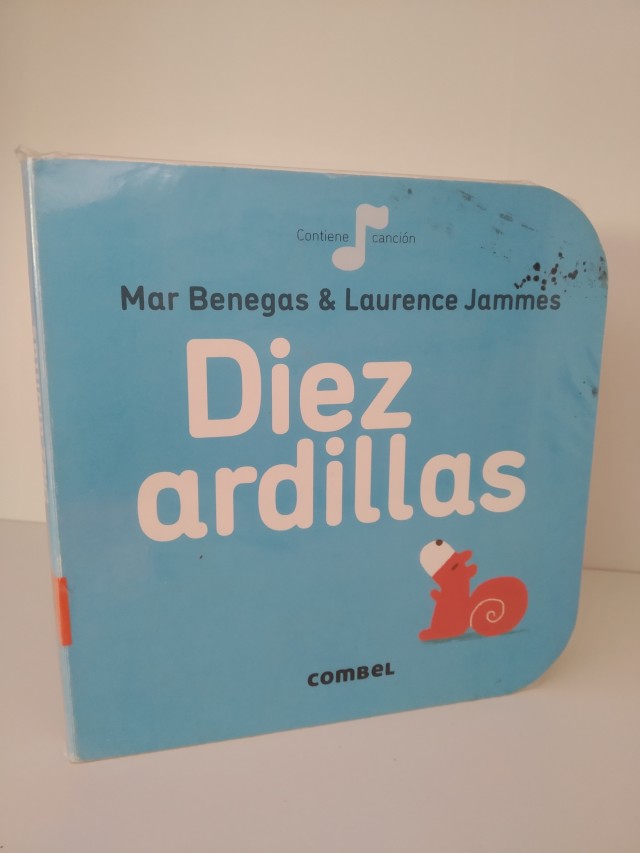 Contiene canción
Mar Benegas & Laurence Jammes
Diez
ardillas
COMBEL